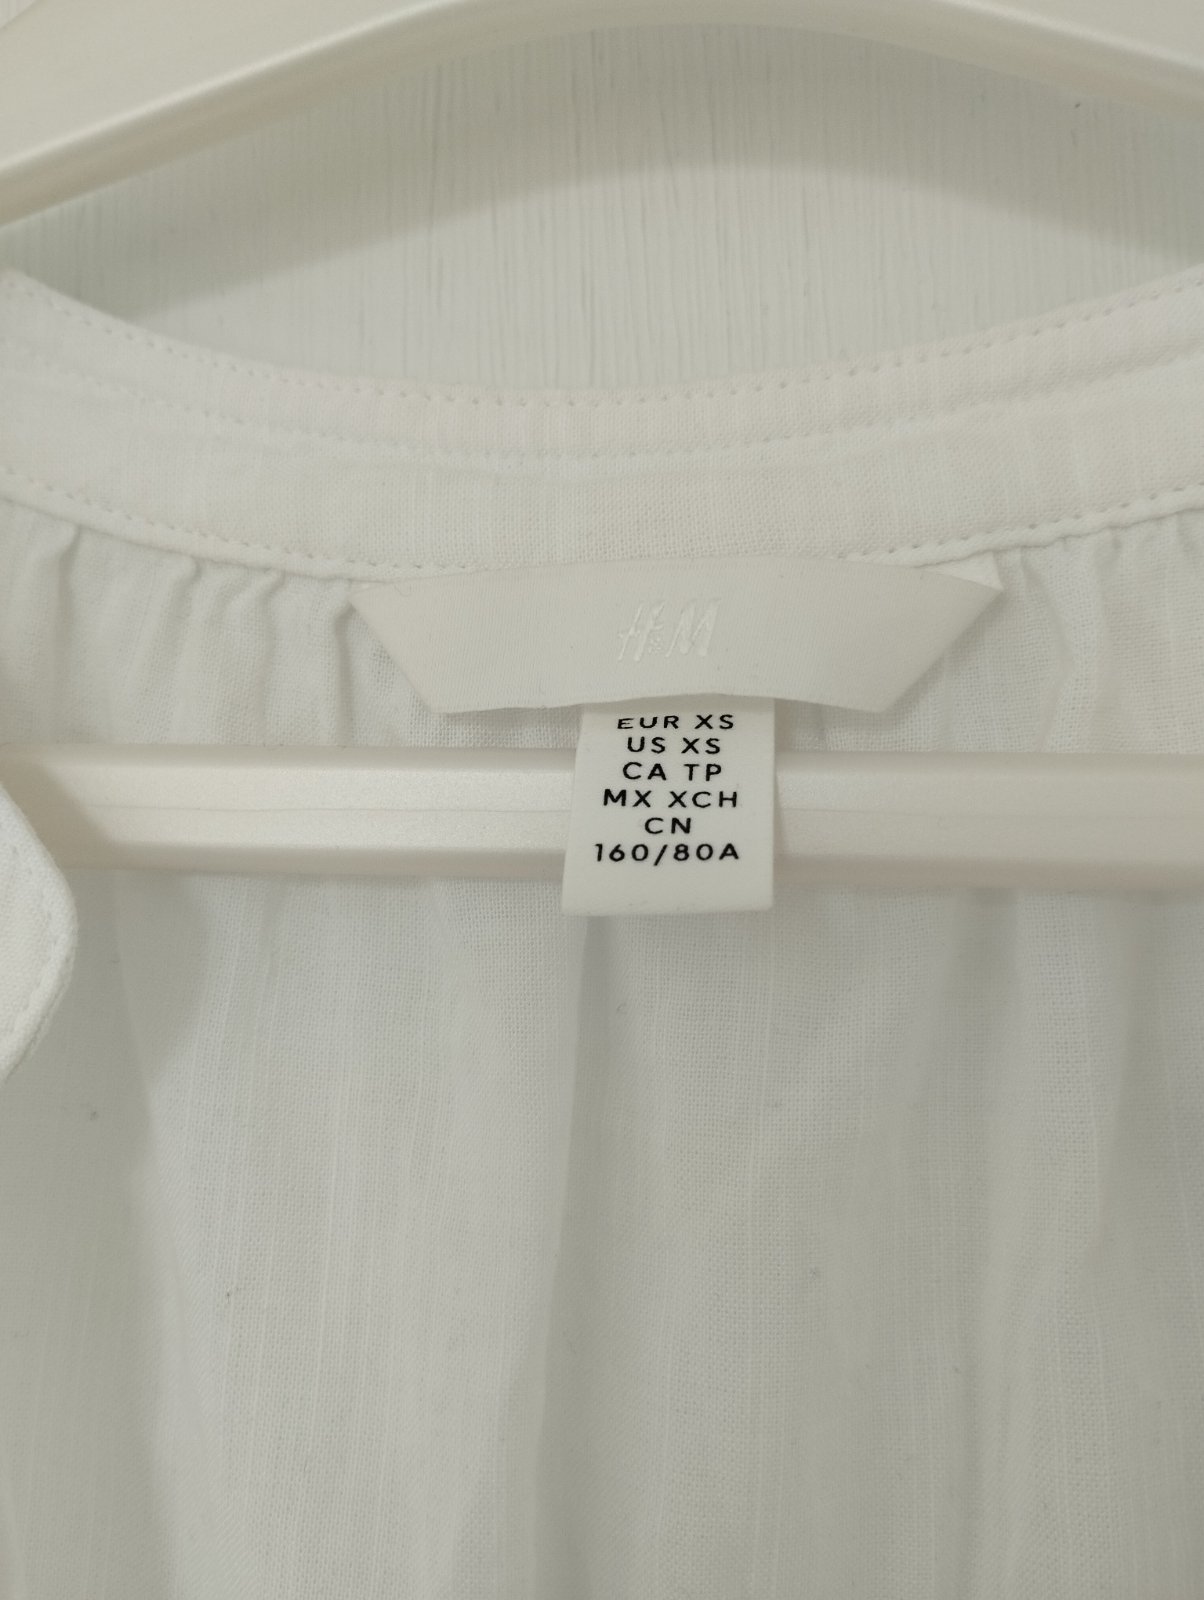 H&M
EUR XS
US XS
CA TP
MX XCH
CN
160/80A